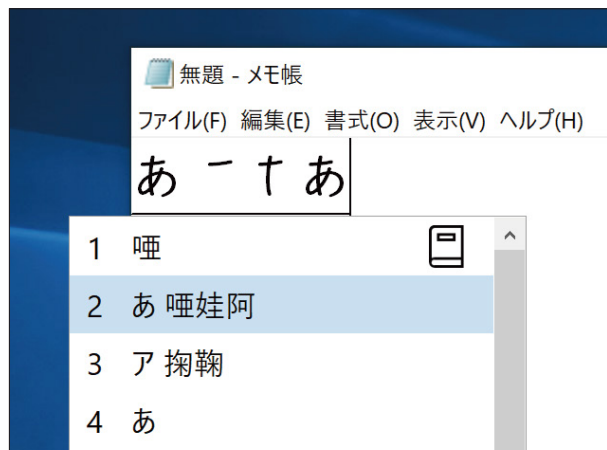 無題 - メモ帳
ファイル(F) 編集(E) 書式(O) 表示(V) ヘルプ(H)
あ あ
1 唖
2 あ 唖娃阿
3 ア 掬鞠
4 あ